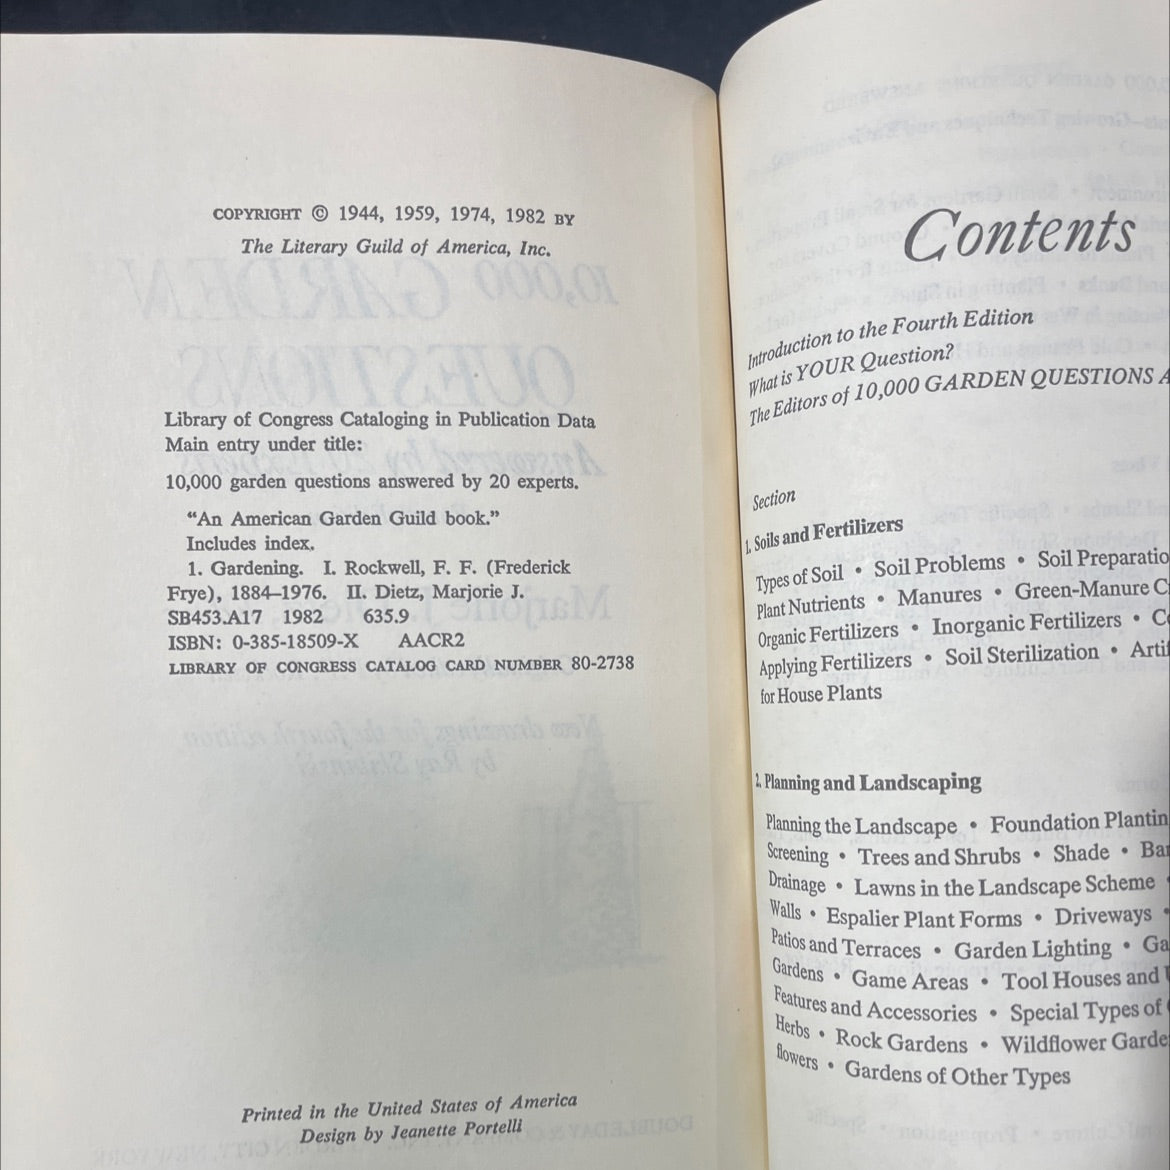 COPYRIGHT © 1944, 1959, 1974, 1982 BY
The Literary Guild of America, Inc.
Library of Congress Cataloging in Publication Data
Main entry under title:
10,000 garden questions answered by 20 experts.
“An American Garden Guild book.”
Includes index.
1. Gardening. I. Rockwell, F. F. (Frederick
Frye), 1884–1976. II. Dietz, Marjorie J.
SB453.A17 1982 635.9
ISBN: 0-385-18509-X AACR2
LIBRARY OF CONGRESS CATALOG CARD NUMBER 80-2738
Printed in the United States of America
Design by Jeanette Portelli
Contents
Introduction to the Fourth Edition
What is YOUR Question?
The Editors of 10,000 GARDEN QUESTIONS A
Section
1. Soils and Fertilizers
Types of Soil • Soil Problems • Soil Preparatio
Plant Nutrients • Manures • Green-Manure C
Organic Fertilizers • Inorganic Fertilizers • Co
Applying Fertilizers • Soil Sterilization • Artif
for House Plants
2. Planning and Landscaping
Planning the Landscape • Foundation Plantin
Screening • Trees and Shrubs • Shade • Ban
Drainage • Lawns in the Landscape Scheme •
Walls • Espalier Plant Forms • Driveways •
Patios and Terraces • Garden Lighting • Ga
Gardens • Game Areas • Tool Houses and
Features and Accessories • Special Types of
Herbs • Rock Gardens • Wildflower Garde
flowers • Gardens of Other Types